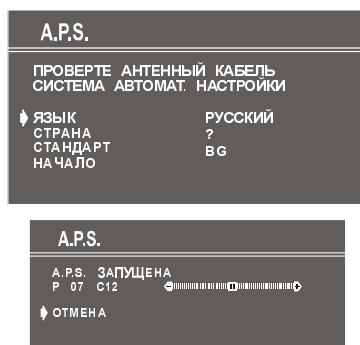 A.P.S.
ПРОВЕРТЕ АНТЕННЫЙ КАБЕЛЬ
СИСТЕМА АВТОМАТ. НАСТРОЙКИ
ЯЗЫК РУССКИЙ
СТРАНА ?
СТАНДАРТ BG
НАЧАЛО
A.P.S.
A.P.S. ЗАПУЩЕНА
P 07 C12
ОТМЕНА